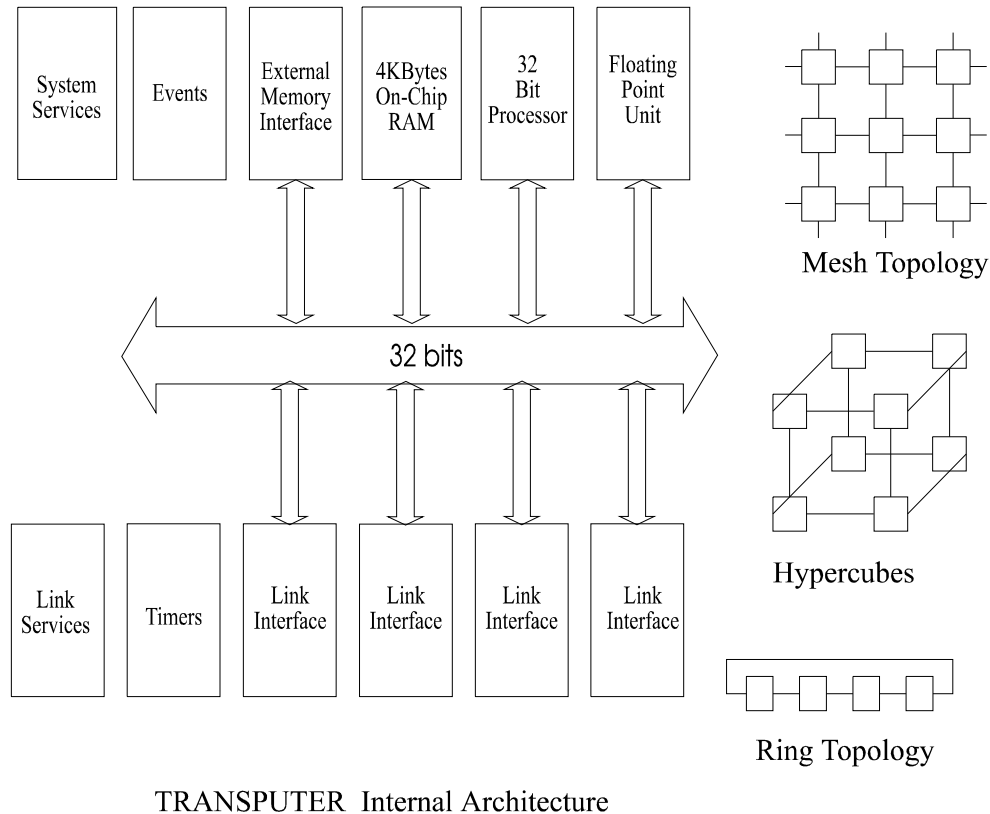 System
Services
Events
External
Memory
Interface
4KBytes
On-Chip
RAM
32
Bit
Processor
Floating
Point
Unit
Mesh Topology
32 bits
Hypercubes
Link
Services
Timers
Link
Interface
Link
Interface
Link
Interface
Link
Interface
Ring Topology
TRANSPUTER Internal Architecture